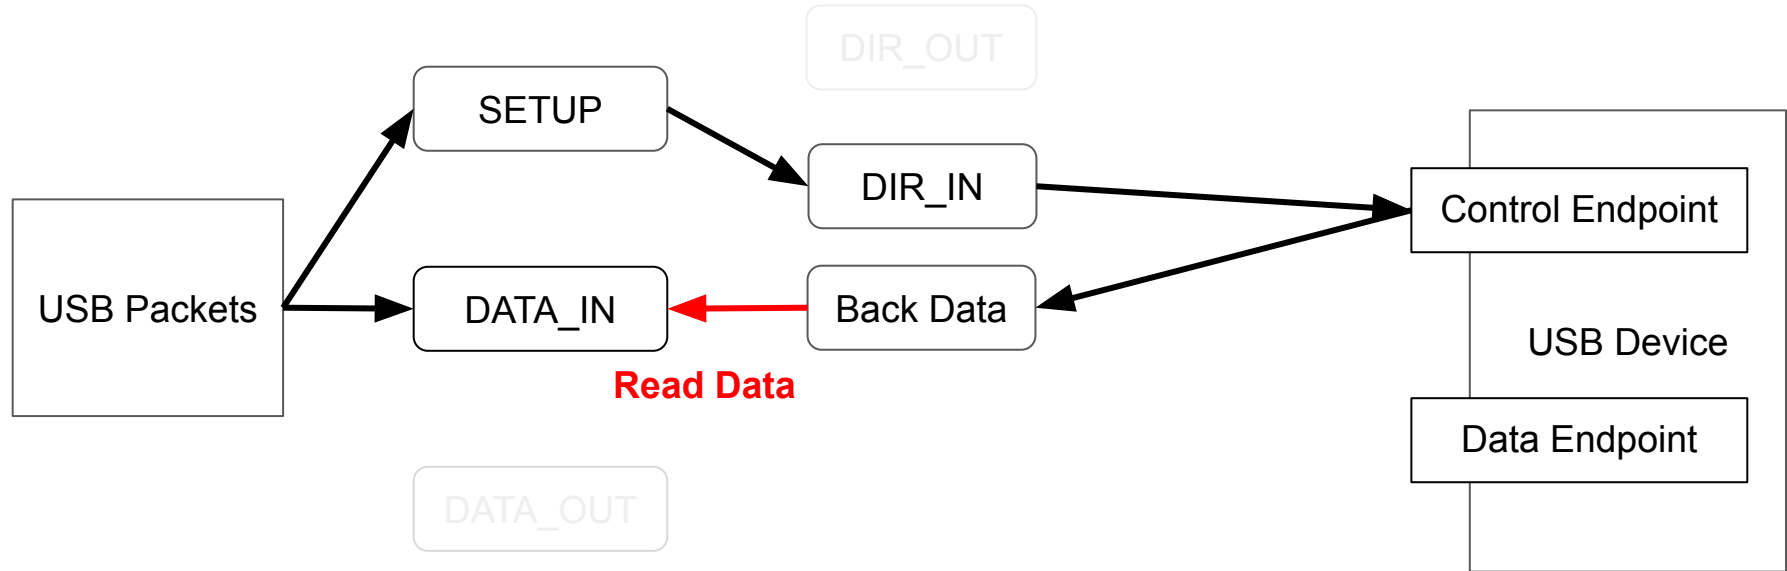 DIR_OUT
SETUP
DIR_IN
Control Endpoint
USB Packets
DATA_IN
Back Data
USB Device
Read Data
Data Endpoint
DATA_OUT